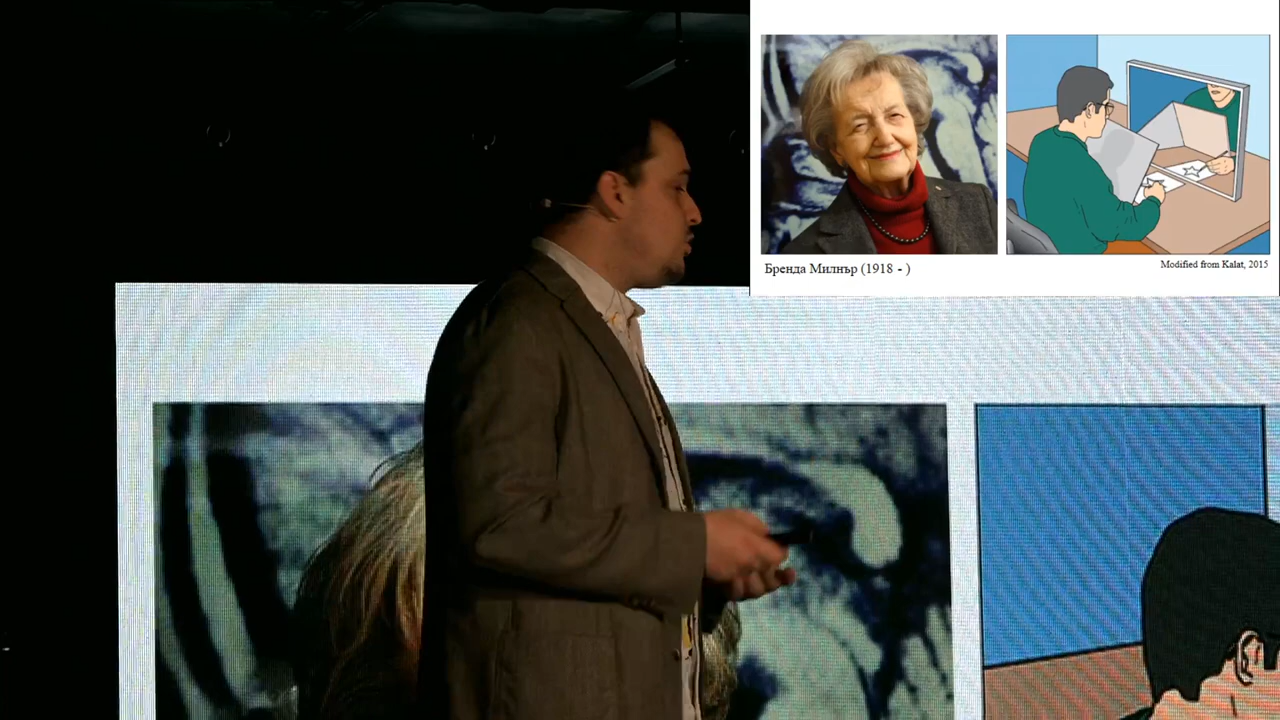 Бренда Милнър (1918 - )
Modified from Kalat, 2015